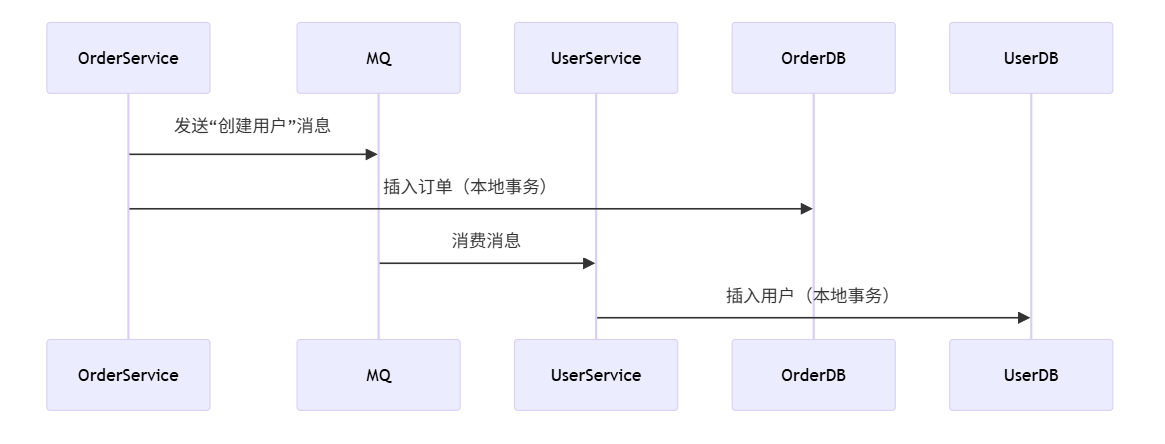 OrderService
MQ
UserService
OrderDB
UserDB
发送“创建用户”消息
插入订单（本地事务）
消费消息
插入用户（本地事务）
OrderService
MQ
UserService
OrderDB
UserDB